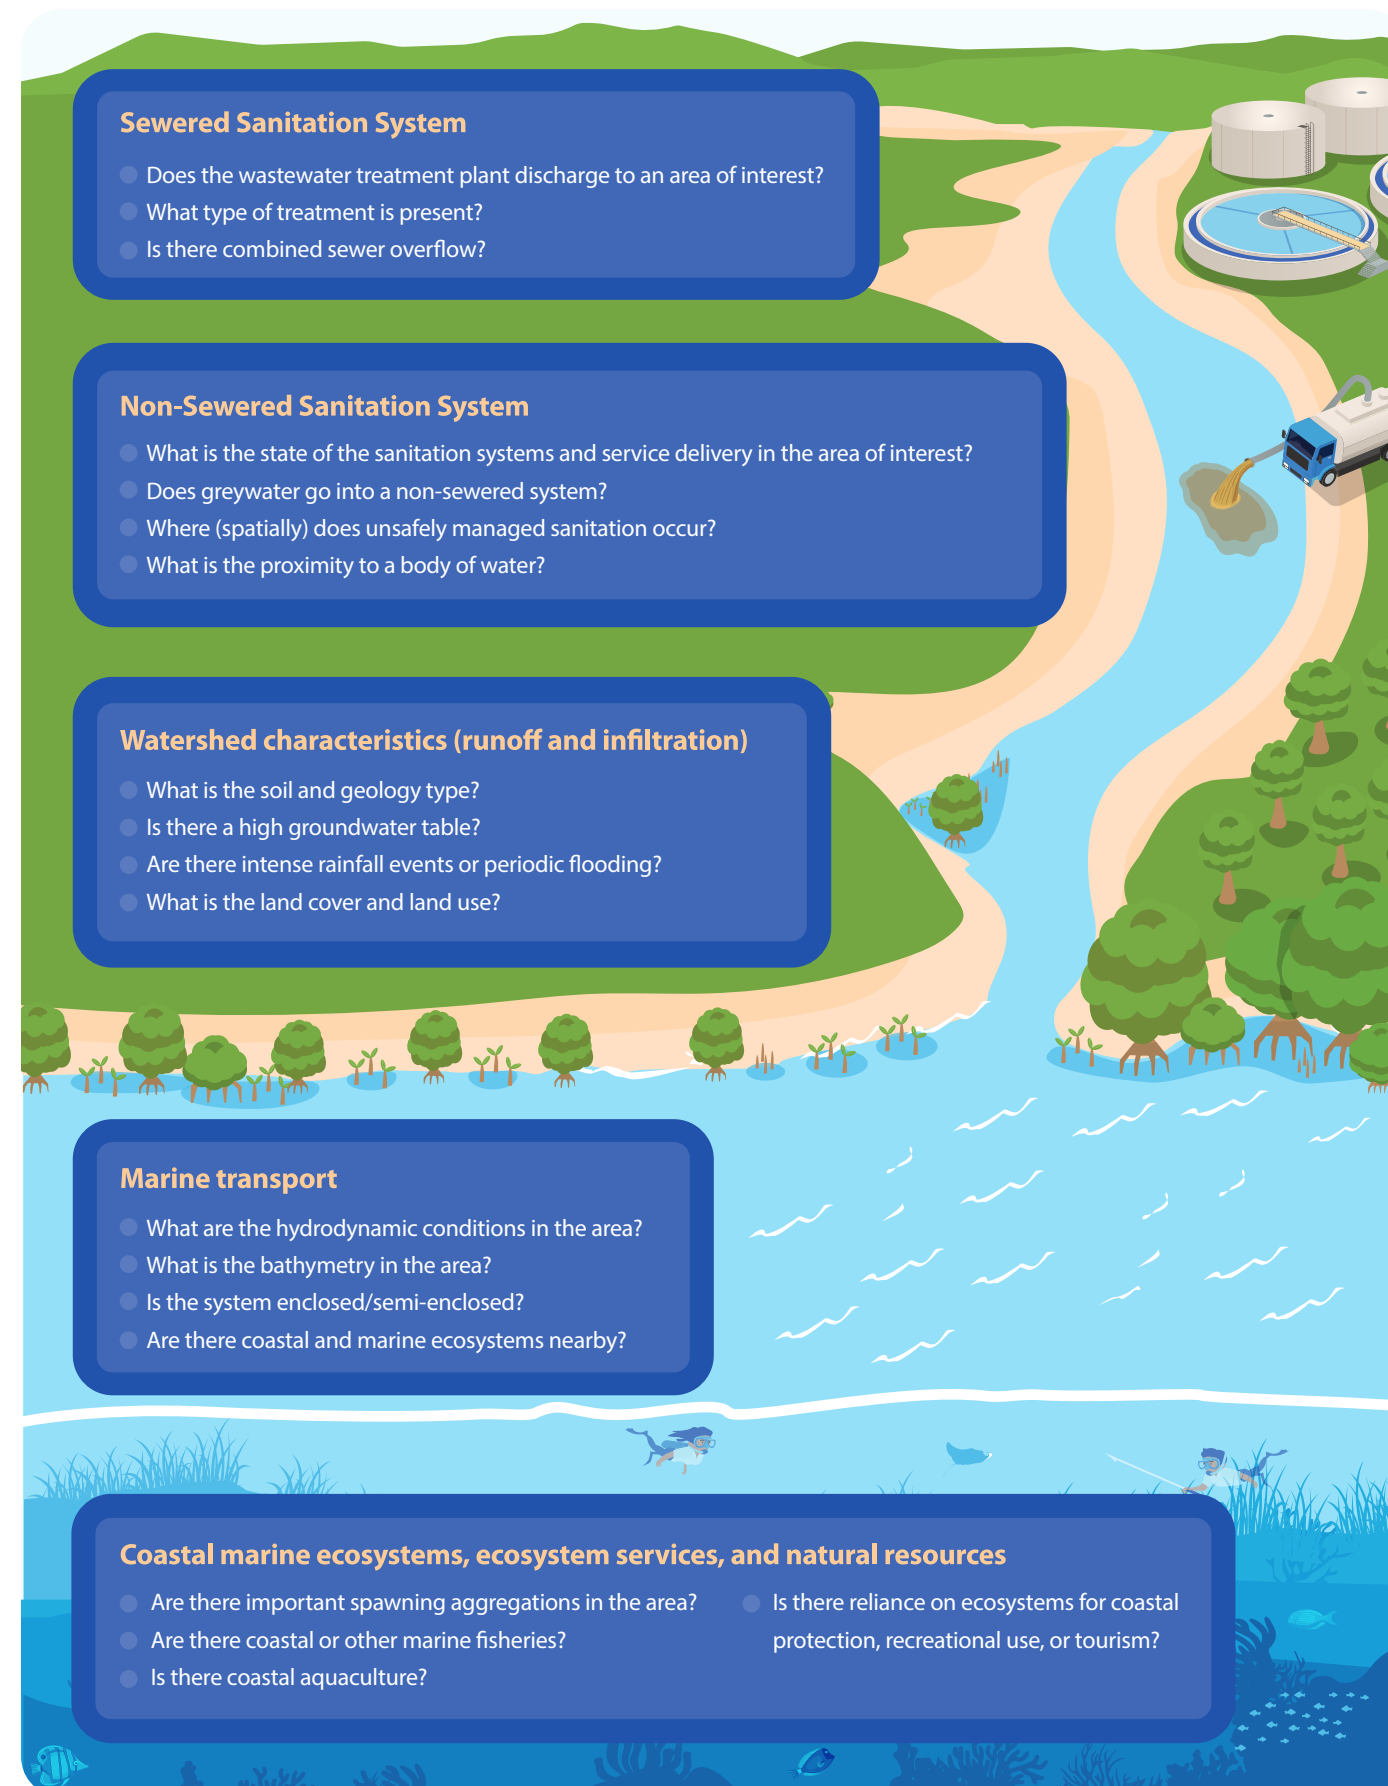 Sewered Sanitation System
Does the wastewater treatment plant discharge to an area of interest?
What type of treatment is present?
Is there combined sewer overflow?
Non-Sewered Sanitation System
What is the state of the sanitation systems and service delivery in the area of interest?
Does greywater go into a non-sewered system?
Where (spatially) does unsafely managed sanitation occur?
What is the proximity to a body of water?
Watershed characteristics (runoff and infiltration)
What is the soil and geology type?
Is there a high groundwater table?
Are there intense rainfall events or periodic flooding?
What is the land cover and land use?
Marine transport
What are the hydrodynamic conditions in the area?
What is the bathymetry in the area?
Is the system enclosed/semi-enclosed?
Are there coastal and marine ecosystems nearby?
Coastal marine ecosystems, ecosystem services, and natural resources
Are there important spawning aggregations in the area?
Are there coastal or other marine fisheries?
Is there coastal aquaculture?
Is there reliance on ecosystems for coastal
protection, recreational use, or tourism?